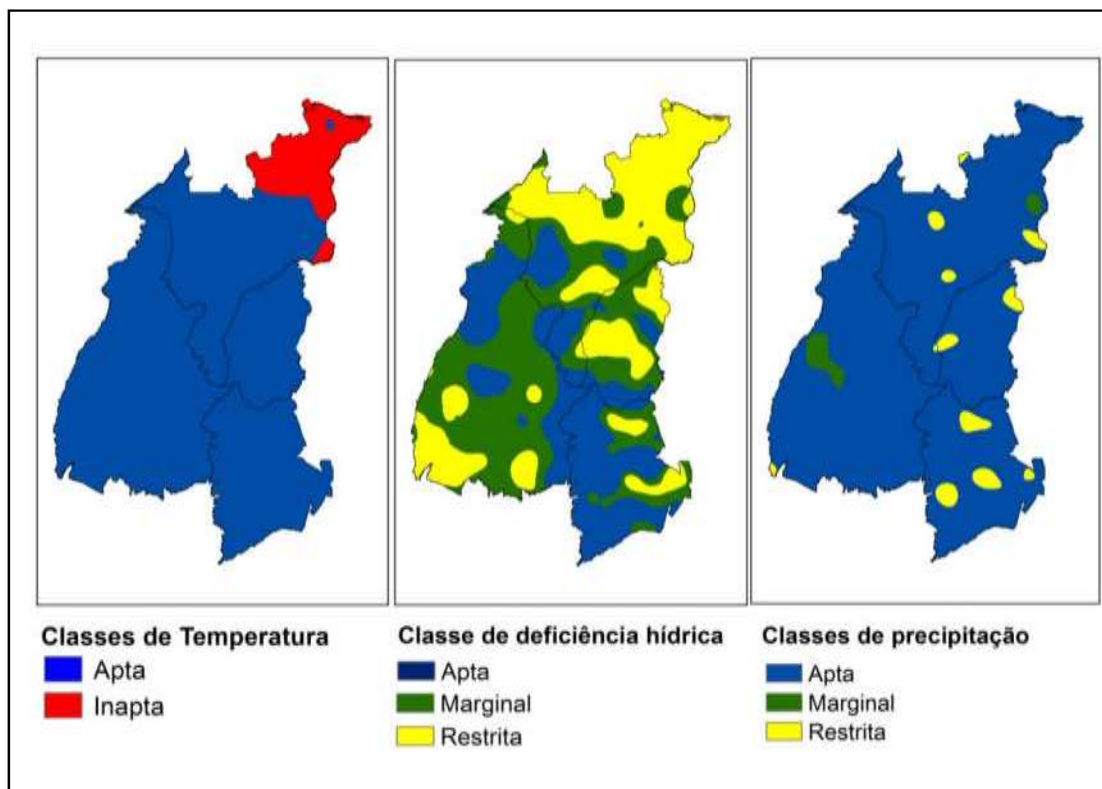 Classes de Temperatura
Apta
Inapta
Classe de deficiência hídrica
Apta
Marginal
Restrita
Classes de precipitação
Apta
Marginal
Restrita